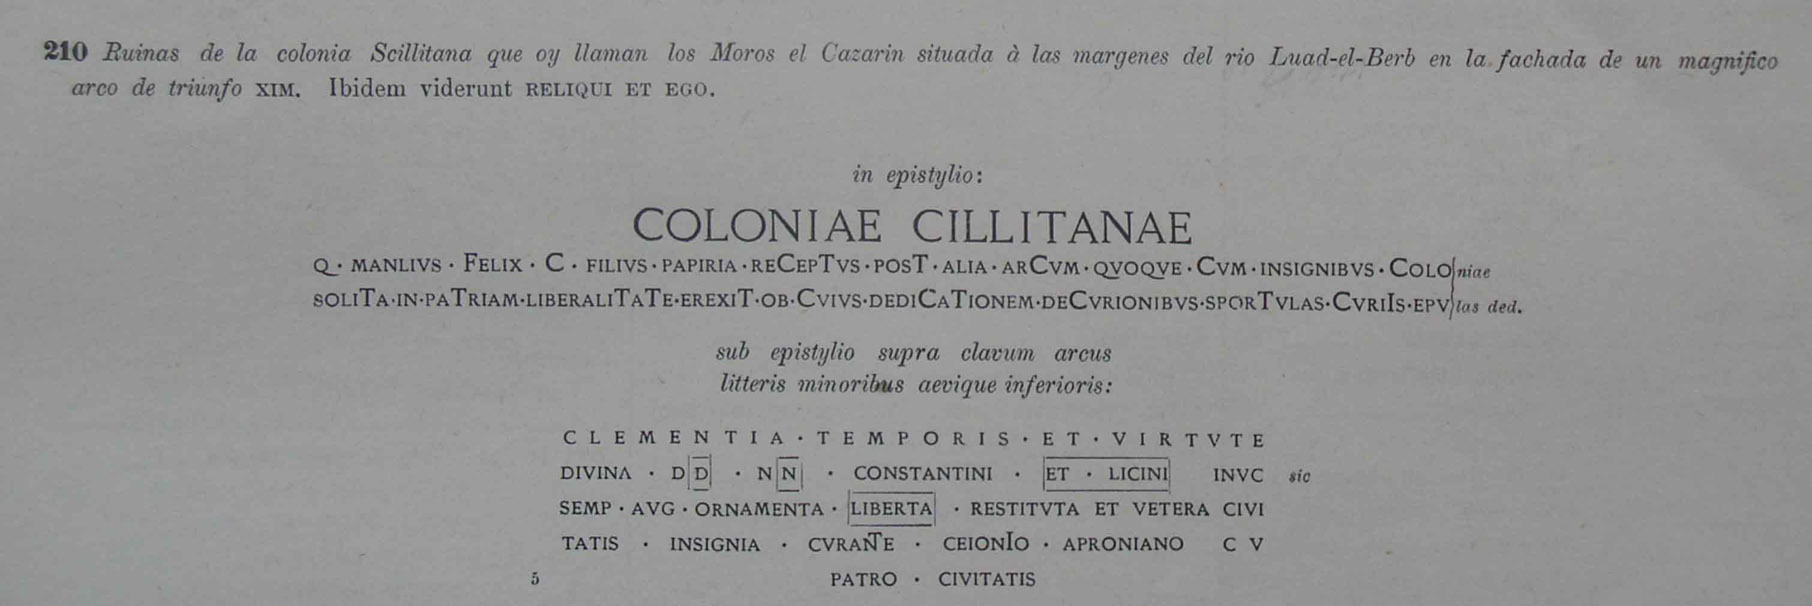 210 Ruinas de la colonia Scillitana que oy llaman los Moros el Cazarin situada à las margenes del rio Luad-el-Berb en la fachada de un magnifico
arco de triunfo XIM. Ibidem viderunt RELIQUI ET EGO.
in epistylio:
COLONIAE CILLITANAE
Q · MANLIVS · FELIX · C · FILIVS · PAPIRIA · RECEPTVS · POST · ALIA · ARCVM · QVOQVE · CVM · INSIGNIBVS · COLOniae
SOLITA·IN·PATRIAM·LIBERALITATE·EREXIT·OB·CVIVS·DEDICATIONEM·DECVRIONIBVS·SPORTVLAS·CVRIIS·EPVlas ded.
sub epistylio supra clavum arcus
litteris minoribus aevique inferioris:
CLEMENTIA · TEMPORIS · ET · VIRTVTE
DIVINA · DD · NN · CONSTANTINI · ET · LICINI INVC sic
SEMP · AVG · ORNAMENTA · LIBERTA · RESTITVTA ET VETERA CIVI
TATIS · INSIGNIA · CVRANTE · CEIONIO · APRONIANO C V
5 PATRO · CIVITATIS